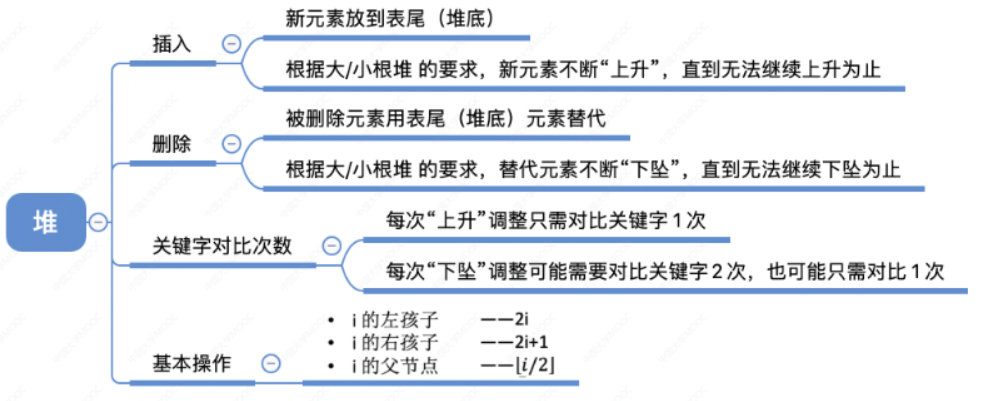 堆
插入
新元素放到表尾（堆底）
根据大/小根堆 的要求，新元素不断“上升”，直到无法继续上升为止
删除
被删除元素用表尾（堆底）元素替代
根据大/小根堆 的要求，替代元素不断“下坠”，直到无法继续下坠为止
关键字对比次数
每次“上升”调整只需对比关键字1次
每次“下坠”调整可能需要对比关键字2次，也可能只需对比1次
基本操作
• i 的左孩子 ——2i
• i 的右孩子 ——2i+1
• i 的父节点 ——⌊i/2⌋